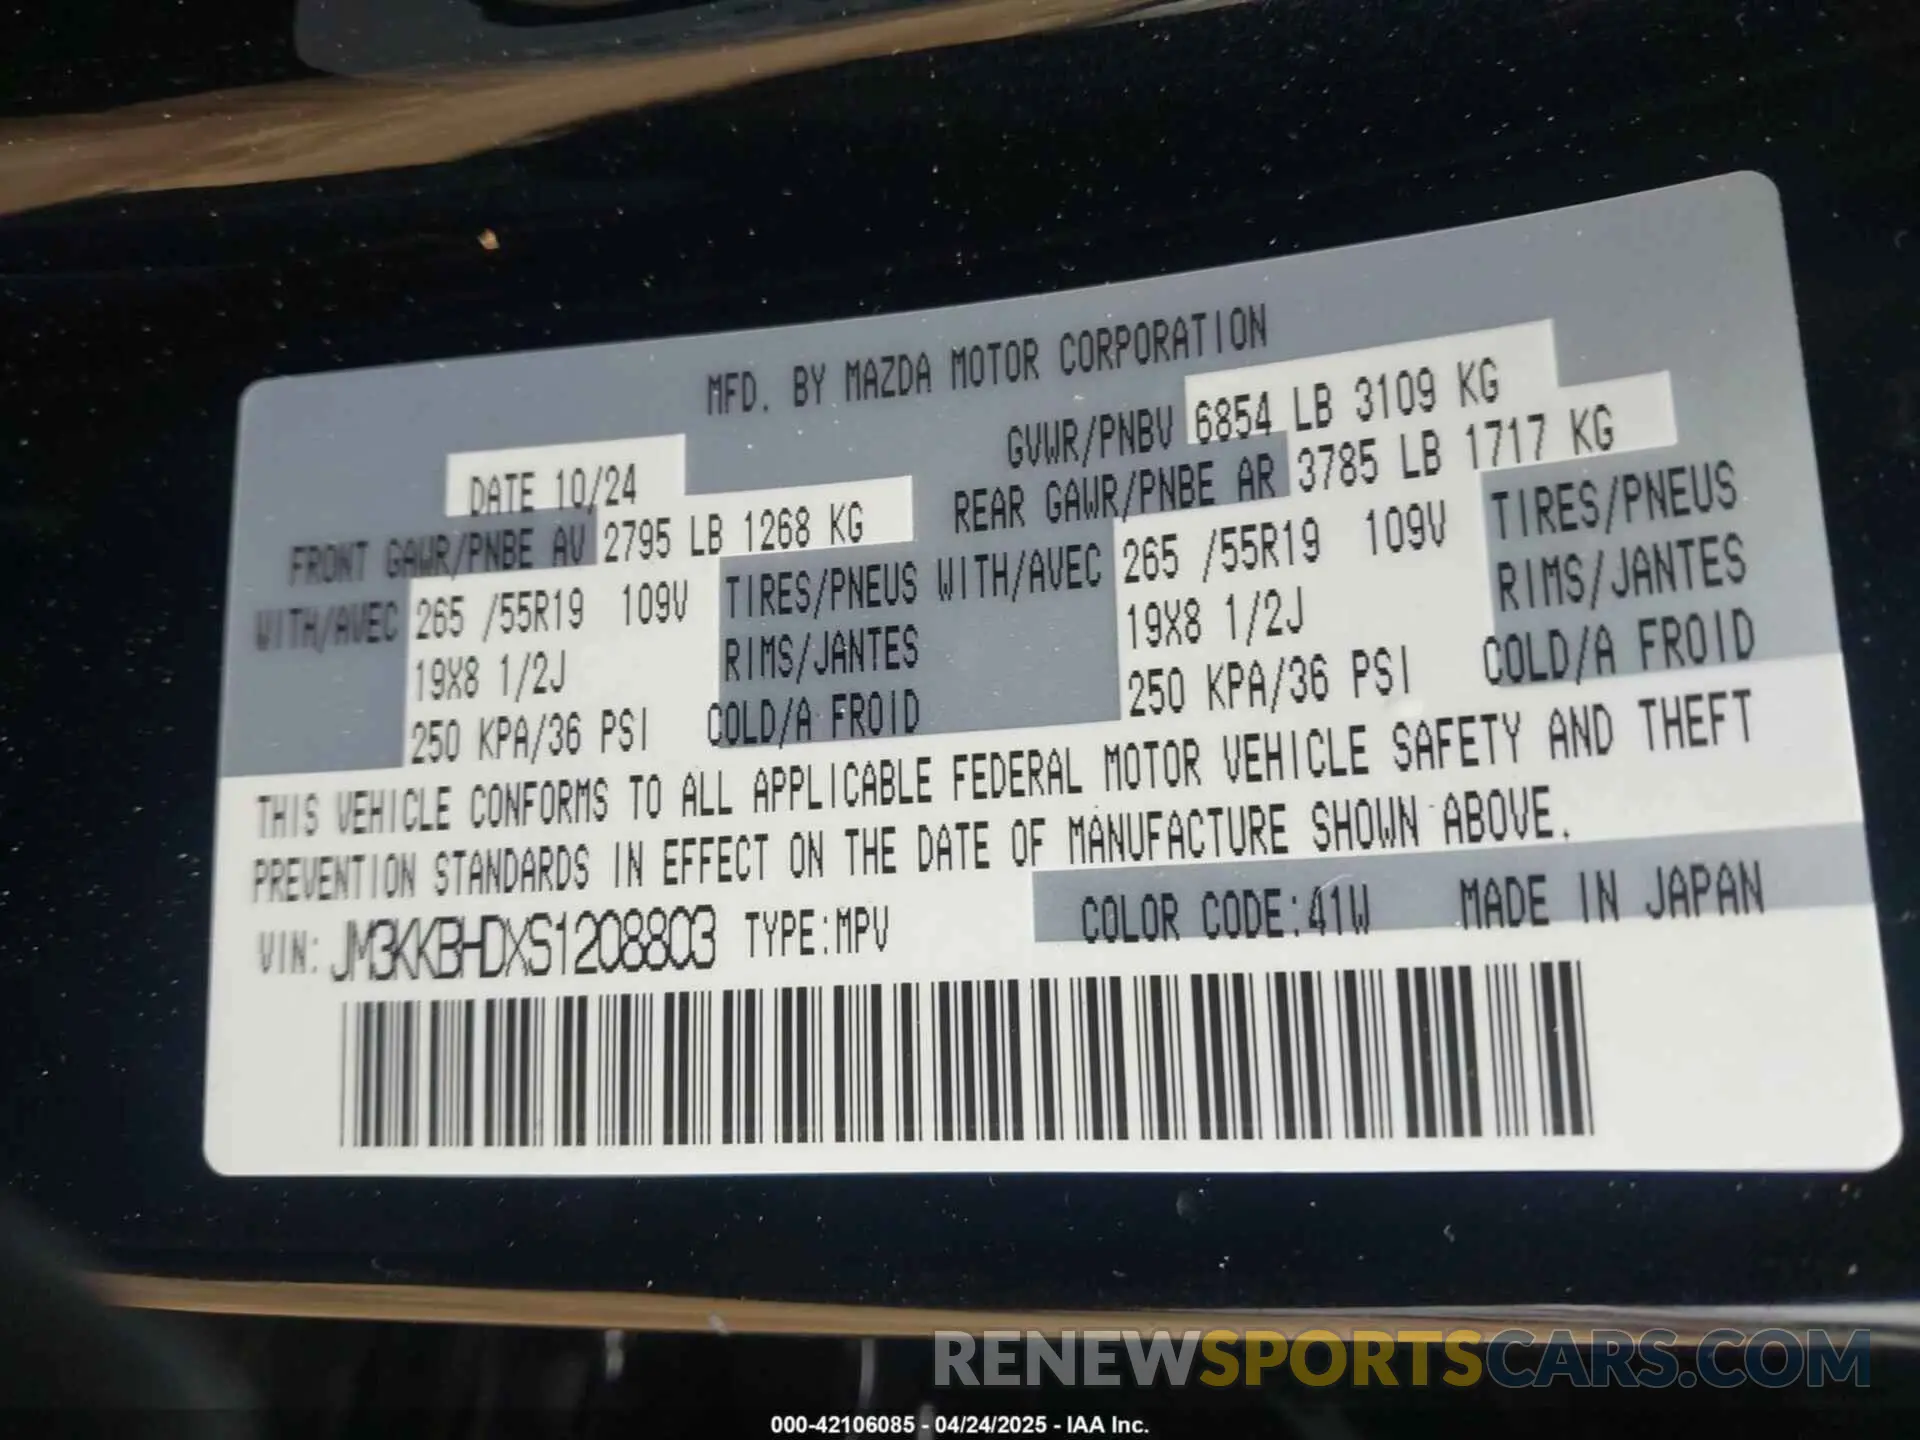 MFD. BY MAZDA MOTOR CORPORATION
DATE 10/24
GVWR/PNBV 6854 LB 3109 KG
FRONT GAWR/PNBE AV 2795 LB 1268 KG
REAR GAWR/PNBE AR 3785 LB 1717 KG
WITH/AVEC 265 /55R19 109V TIRES/PNEUS
19X8 1/2J RIMS/JANTES
250 KPA/36 PSI COLD/A FROID
WITH/AVEC 265 /55R19 109V TIRES/PNEUS
19X8 1/2J RIMS/JANTES
250 KPA/36 PSI COLD/A FROID
THIS VEHICLE CONFORMS TO ALL APPLICABLE FEDERAL MOTOR VEHICLE SAFETY AND THEFT
PREVENTION STANDARDS IN EFFECT ON THE DATE OF MANUFACTURE SHOWN ABOVE.
VIN: JM3KKBHDXS1208803 TYPE:MPV COLOR CODE:41W MADE IN JAPAN
RENEWSPORTSCARS.COM
000-42106085 - 04/24/2025 - IAA Inc.